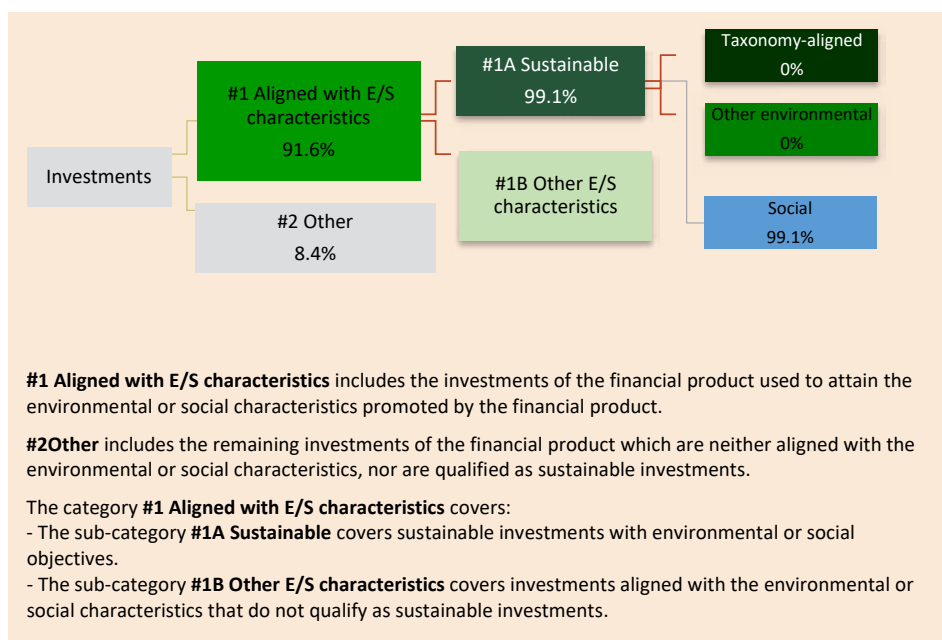 Investments
#1 Aligned with E/S
characteristics
91.6%
#2 Other
8.4%
#1A Sustainable
99.1%
#1B Other E/S
characteristics
Taxonomy-aligned
0%
Other environmental
0%
Social
99.1%
#1 Aligned with E/S characteristics includes the investments of the financial product used to attain the
environmental or social characteristics promoted by the financial product.
#2Other includes the remaining investments of the financial product which are neither aligned with the
environmental or social characteristics, nor are qualified as sustainable investments.
The category #1 Aligned with E/S characteristics covers:
- The sub-category #1A Sustainable covers sustainable investments with environmental or social
objectives.
- The sub-category #1B Other E/S characteristics covers investments aligned with the environmental or
social characteristics that do not qualify as sustainable investments.